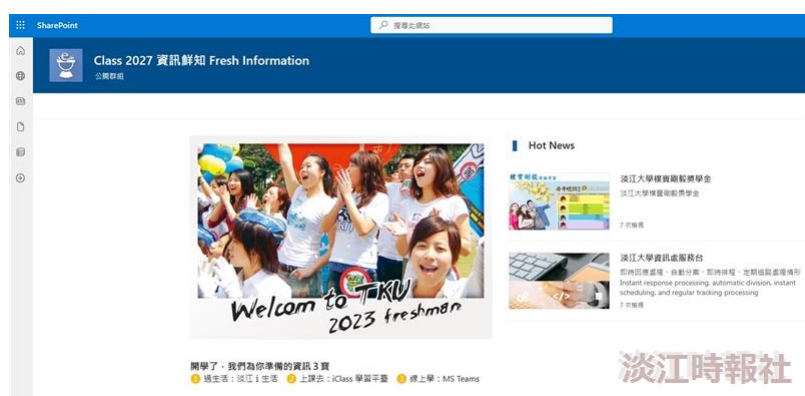 SharePoint
搜尋此網站
Class 2027 資訊鮮知 Fresh Information
公開群組
Hot News
淡江大學樸實剛毅獎學金
淡江大學樸實剛毅獎學金
淡江大學資訊處服務台
即時回應處理、自動分案、即時排程、定期追蹤處理情形
Instant response processing, automatic division, instant
scheduling, and regular tracking processing
Welcom to TKU
2023 freshman
開學了，我們為你準備的資訊 3 寶
1 過生活：淡江 i 生活 2 上課去：iClass 學習平臺 3 線上學：MS Teams
淡江時報社